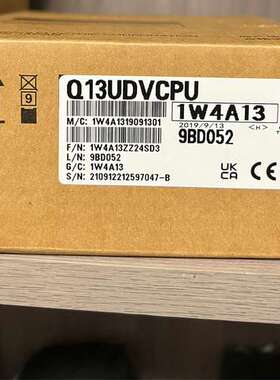 Q13UDVCPU
1W4A13
M/C: 1W4A1319091301
2019/9/13 <H>
9BD052
F/N: 1W4A13ZZ24SD3
L/N: 9BD052
G/C: 1W4A13
S/N: 210912212597047-B
UK
CA
CE
9